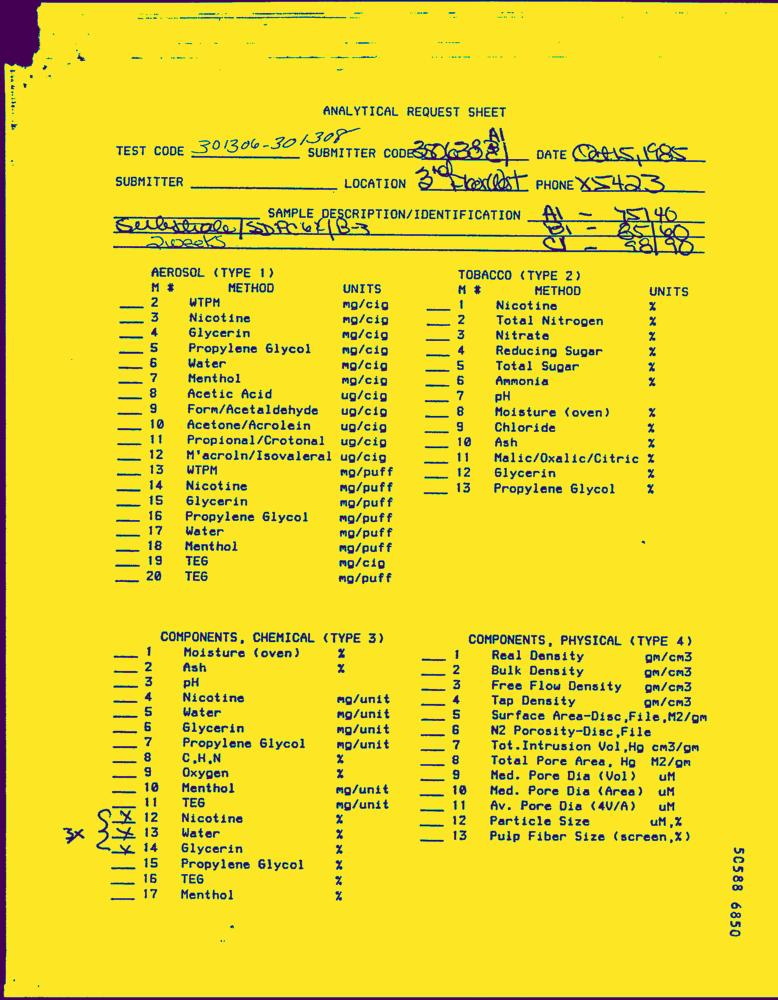 ANALYTICAL REQUEST SHEET
TEST CODE 301306-301308 SUBMITTER CODE A1 DATE Oct 15, 1985
SUBMITTER LOCATION 3rd Floor West PHONE X5423
SAMPLE DESCRIPTION/IDENTIFICATION A1 - 75/40
Substrate/SDPC6X/B-3 B1 - 85/60
2 weeks C1 - 98/90
AEROSOL (TYPE 1)
M # METHOD UNITS
2 WTPM mg/cig
3 Nicotine mg/cig
4 Glycerin mg/cig
5 Propylene Glycol mg/cig
6 Water mg/cig
7 Menthol mg/cig
8 Acetic Acid ug/cig
9 Form/Acetaldehyde ug/cig
10 Acetone/Acrolein ug/cig
11 Propional/Crotonal ug/cig
12 M'acroln/Isovaleral ug/cig
13 WTPM mg/puff
14 Nicotine mg/puff
15 Glycerin mg/puff
16 Propylene Glycol mg/puff
17 Water mg/puff
18 Menthol mg/puff
19 TEG mg/cig
20 TEG mg/puff
TOBACCO (TYPE 2)
M # METHOD UNITS
1 Nicotine %
2 Total Nitrogen %
3 Nitrate %
4 Reducing Sugar %
5 Total Sugar %
6 Ammonia %
7 pH
8 Moisture (oven) %
9 Chloride %
10 Ash %
11 Malic/Oxalic/Citric %
12 Glycerin %
13 Propylene Glycol %
COMPONENTS, CHEMICAL (TYPE 3)
1 Moisture (oven) %
2 Ash %
3 pH
4 Nicotine mg/unit
5 Water mg/unit
6 Glycerin mg/unit
7 Propylene Glycol mg/unit
8 C,H,N %
9 Oxygen %
10 Menthol mg/unit
11 TEG mg/unit
X 12 Nicotine %
3X { X 13 Water %
X 14 Glycerin %
15 Propylene Glycol %
16 TEG %
17 Menthol %
COMPONENTS, PHYSICAL (TYPE 4)
1 Real Density gm/cm3
2 Bulk Density gm/cm3
3 Free Flow Density gm/cm3
4 Tap Density gm/cm3
5 Surface Area-Disc,File,M2/gm
6 N2 Porosity-Disc,File
7 Tot.Intrusion Vol,Hg cm3/gm
8 Total Pore Area, Hg M2/gm
9 Med. Pore Dia (Vol) uM
10 Med. Pore Dia (Area) uM
11 Av. Pore Dia (4V/A) uM
12 Particle Size uM,%
13 Pulp Fiber Size (screen,%)
50588 6850